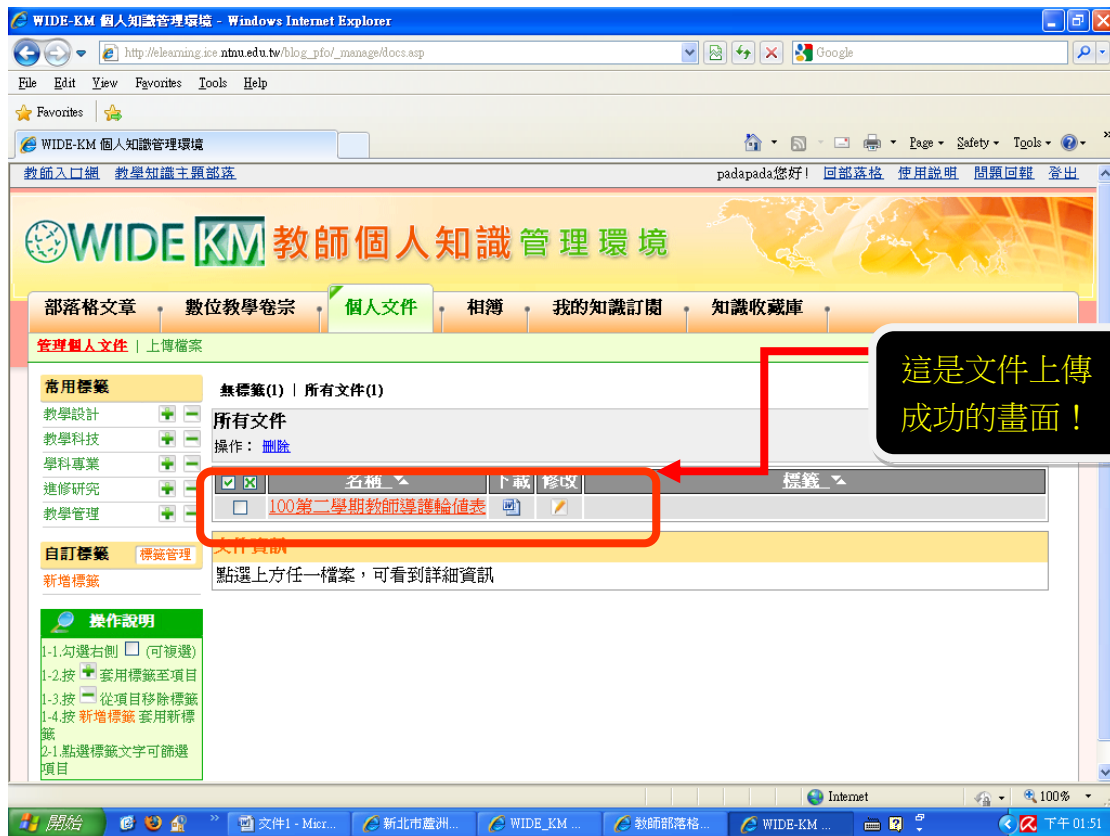 WIDE-KM 個人知識管理環境 - Windows Internet Explorer
http://elearning.ice.ntnu.edu.tw/blog_pfo/_manage/docs.asp
Google
File Edit View Favorites Tools Help
Favorites
WIDE-KM 個人知識管理環境
Page Safety Tools
教師入口網 教學知識主題部落 padapada您好! 回部落格 使用說明 問題回報 登出
WIDE KM 教師個人知識管理環境
部落格文章 數位教學卷宗 個人文件 相簿 我的知識訂閱 知識收藏庫
管理個人文件 | 上傳檔案
這是文件上傳
成功的畫面!
常用標籤
教學設計
教學科技
學科專業
進修研究
教學管理
自訂標籤 標籤管理
新增標籤
無標籤(1) | 所有文件(1)
所有文件
操作: 刪除
名稱 下載 修改 標籤
100第二學期教師導護輪值表
文件資訊
點選上方任一檔案,可看到詳細資訊
操作說明
1-1.勾選右側 (可複選)
1-2.按 套用標籤至項目
1-3.按 從項目移除標籤
1-4.按 新增標籤 套用新標
籤
2-1.點選標籤文字可篩選
項目
Internet 100%
開始 文件1 - Micr... 新北市蘆洲... WIDE_KM ... 教師部落格... WIDE-KM ... 下午 01:51